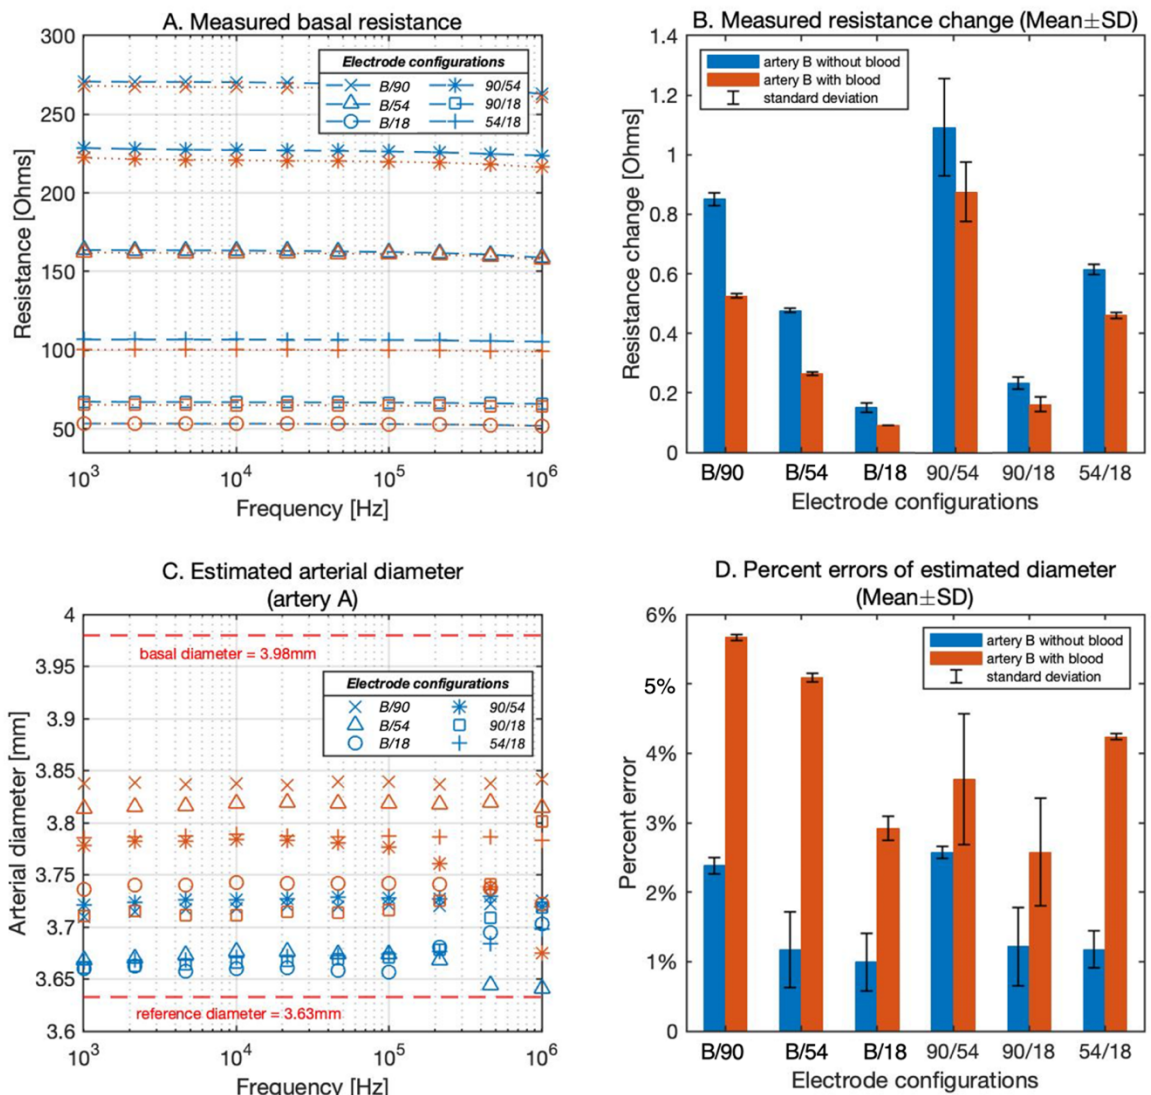 A. Measured basal resistance
300
250
200
150
100
50
Resistance [Ohms]
Electrode configurations
B/90 90/54
B/54 90/18
B/18 54/18
10^3 10^4 10^5 10^6
Frequency [Hz]
B. Measured resistance change (Mean±SD)
1.4
1.2
1
0.8
0.6
0.4
0.2
0
Resistance change [Ohms]
artery B without blood
artery B with blood
standard deviation
B/90 B/54 B/18 90/54 90/18 54/18
Electrode configurations
C. Estimated arterial diameter
(artery A)
4
3.95
3.9
3.85
3.8
3.75
3.7
3.65
3.6
Arterial diameter [mm]
basal diameter = 3.98mm
Electrode configurations
B/90 90/54
B/54 90/18
B/18 54/18
reference diameter = 3.63mm
10^3 10^4 10^5 10^6
Frequency [Hz]
D. Percent errors of estimated diameter
(Mean±SD)
6%
5%
4%
3%
2%
1%
0
Percent error
artery B without blood
artery B with blood
standard deviation
B/90 B/54 B/18 90/54 90/18 54/18
Electrode configurations